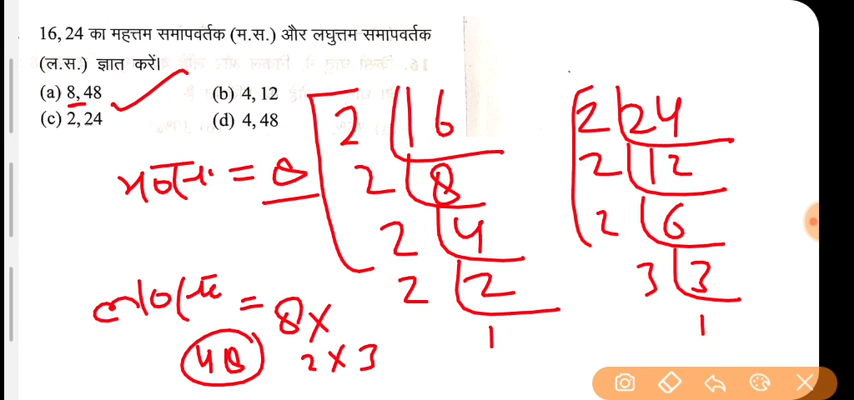 16, 24 का महत्तम समापवर्तक (म.स.) और लघुत्तम समापवर्तक
(ल.स.) ज्ञात करें।
(a) 8, 48 (b) 4, 12
(c) 2, 24 (d) 4, 48
2 16
2 8
2 4
2 2
1
2 24
2 12
2 6
3 3
1
= 8
= 8 ×
2 × 3
48